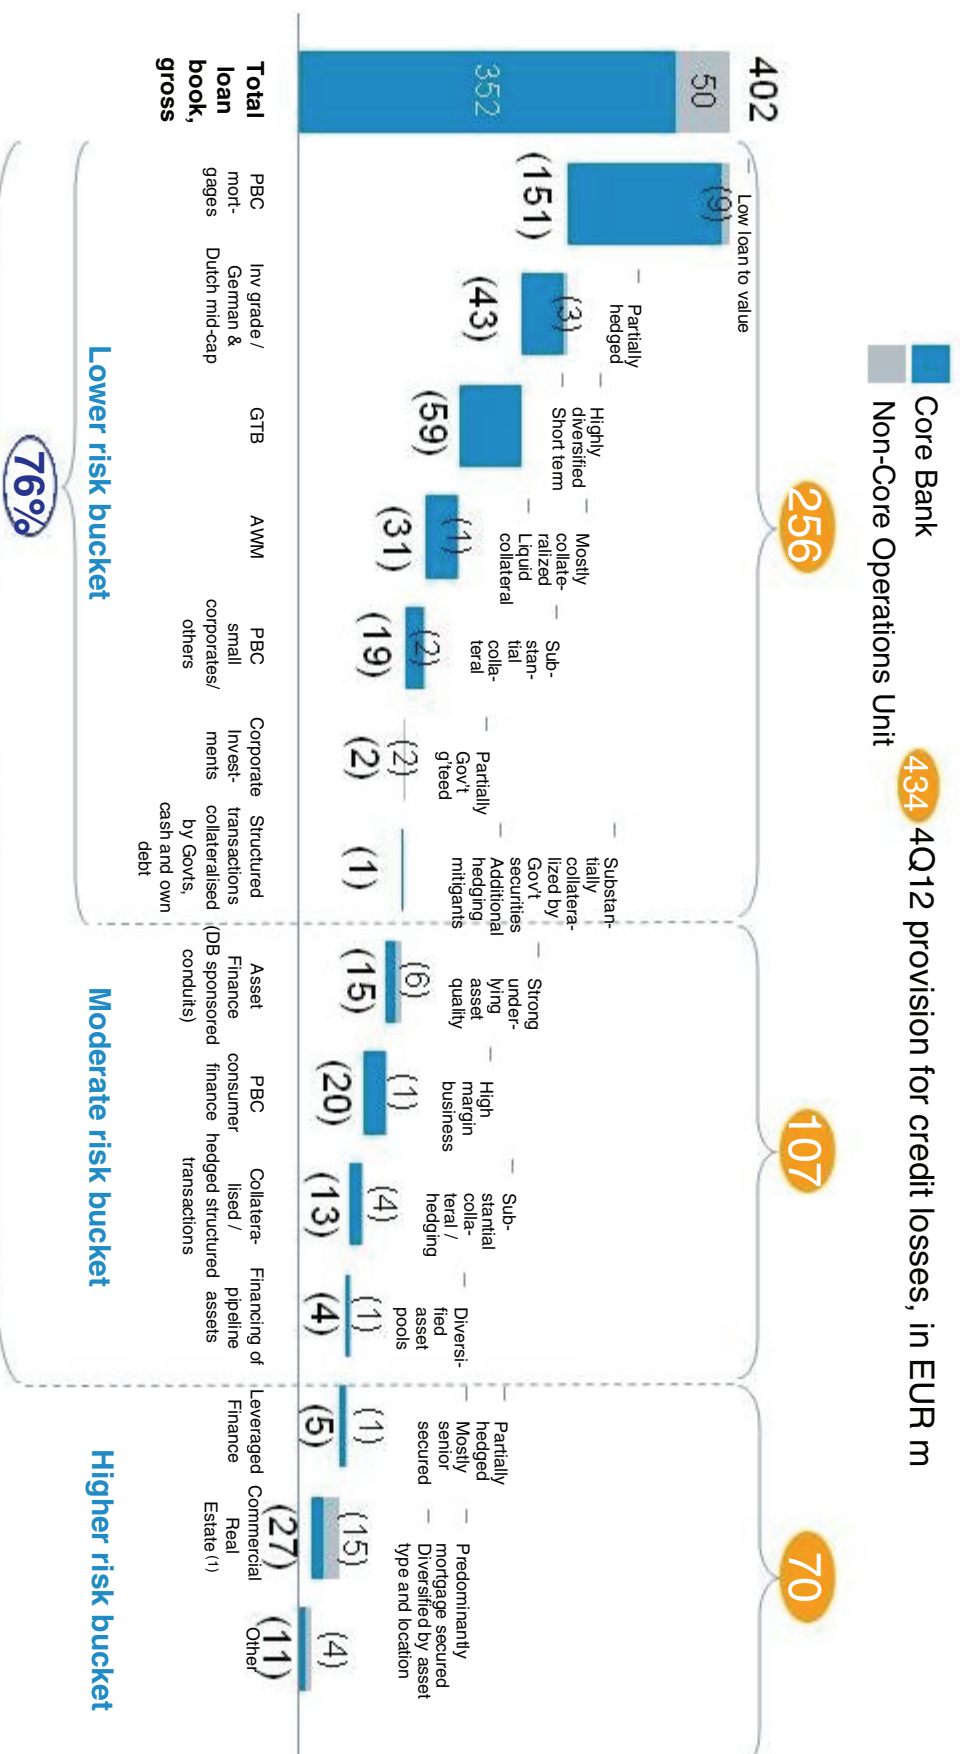 Core Bank
Non-Core Operations Unit
434 4Q12 provision for credit losses, in EUR m
256
107
70
402
50
352
Total
loan
book,
gross
Low loan to value
(9)
(151)
PBC
mort-
gages
Partially
hedged
(3)
(43)
Inv grade /
German &
Dutch mid-cap
Highly
diversified
Short term
(59)
GTB
Mostly
collate-
ralized
Liquid
collateral
(1)
(31)
AWM
Sub-
stan-
tial
colla-
teral
(2)
(19)
PBC
small
corporates/
others
Partially
Gov't
g'teed
(2)
(2)
Corporate
Invest-
ments
Substan-
tially
collatera-
lized by
Gov't
securities
Additional
hedging
mitigants
(1)
Structured
transactions
collateralised
by Govts,
cash and own
debt
Strong
under-
lying
asset
quality
(6)
(15)
Asset
Finance
(DB sponsored
conduits)
High
margin
business
(1)
(20)
PBC
consumer
finance
Sub-
stantial
colla-
teral /
hedging
(4)
(13)
Collatera-
lised /
hedged structured
transactions
Diversi-
fied
asset
pools
(1)
(4)
Financing of
pipeline
assets
Partially
hedged
Mostly
senior
secured
(1)
(5)
Leveraged
Finance
Predominantly
mortgage secured
Diversified by asset
type and location
(15)
(27)
Commercial
Real
Estate (1)
(4)
(11)
Other
Lower risk bucket
Moderate risk bucket
Higher risk bucket
76%